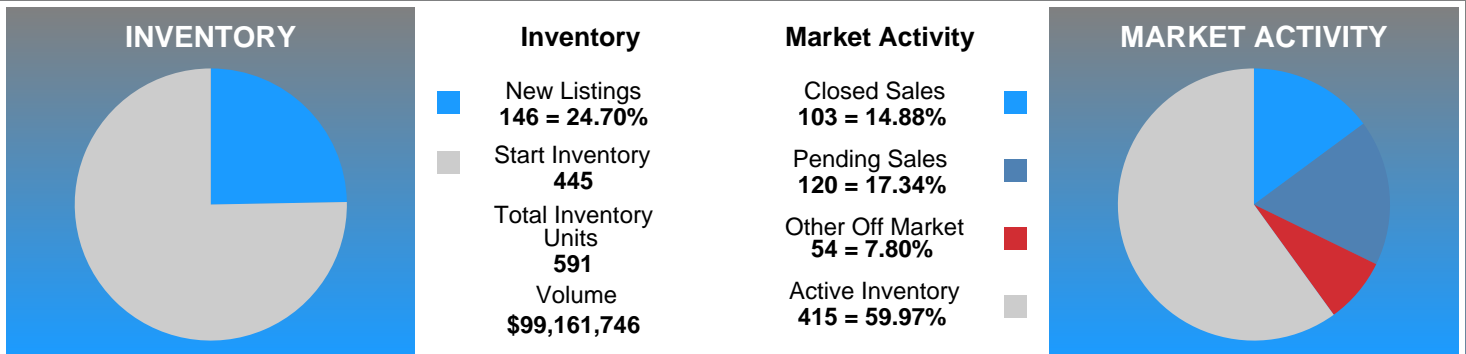 INVENTORY
Inventory
New Listings
146 = 24.70%
Start Inventory
445
Total Inventory
Units
591
Volume
$99,161,746
Market Activity
Closed Sales
103 = 14.88%
Pending Sales
120 = 17.34%
Other Off Market
54 = 7.80%
Active Inventory
415 = 59.97%
MARKET ACTIVITY